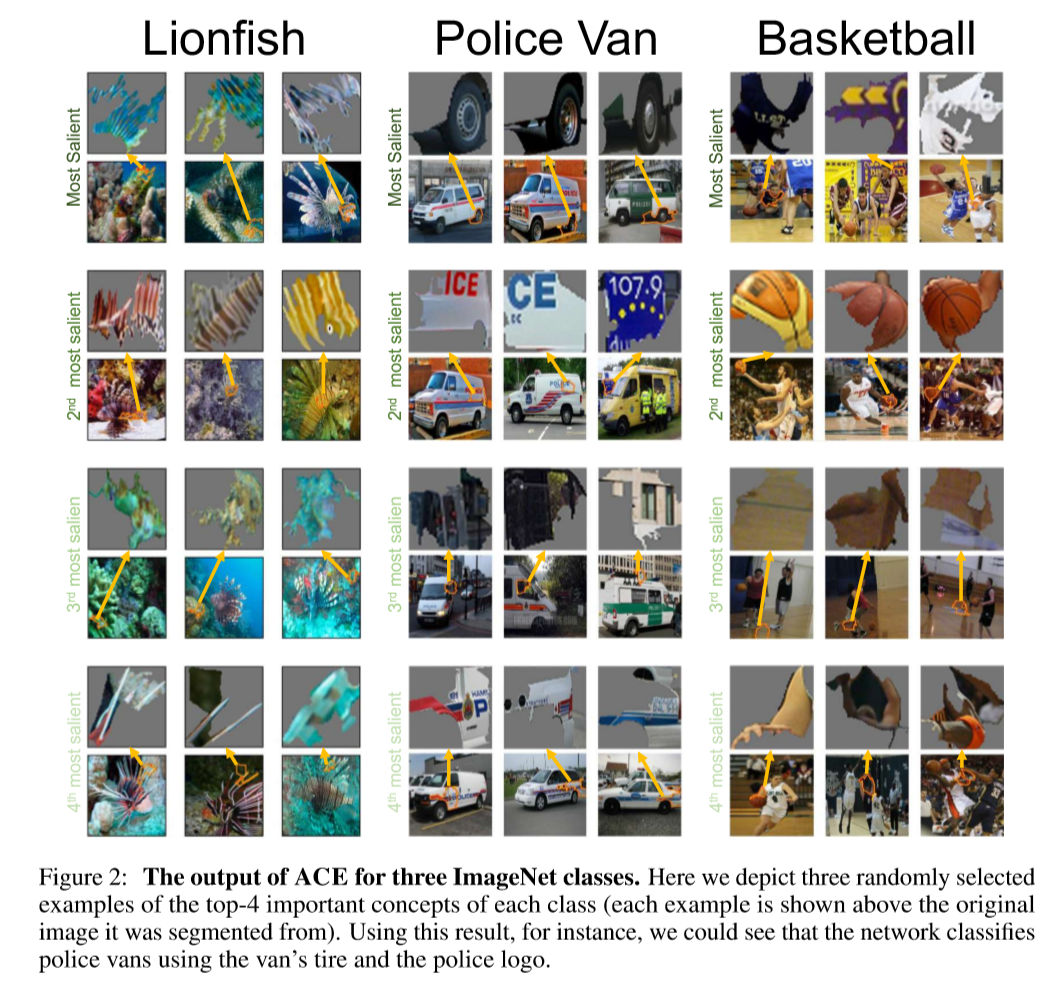 Lionfish
Police Van
Basketball
Most Salient
Most Salient
Most Salient
ICE
CE
107.9
2nd most salient
2nd most salient
2nd most salient
3rd most salien
3rd most salien
3rd most salien
P
4th most salient
4th most salient
4th most salient
Figure 2: The output of ACE for three ImageNet classes. Here we depict three randomly selected
examples of the top-4 important concepts of each class (each example is shown above the original
image it was segmented from). Using this result, for instance, we could see that the network classifies
police vans using the van's tire and the police logo.